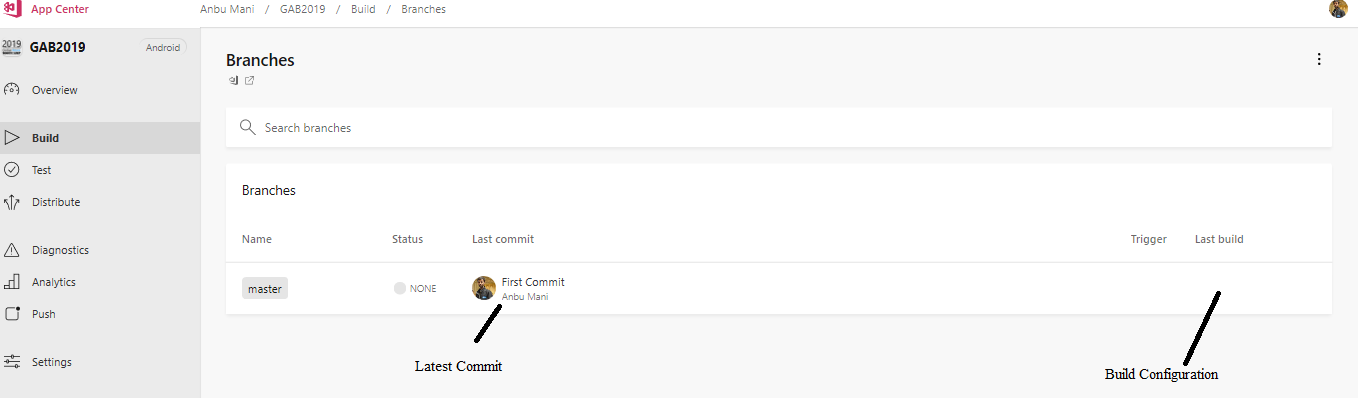 App Center
Anbu Mani / GAB2019 / Build / Branches
2019
GAB2019
Android
Overview
Build
Test
Distribute
Diagnostics
Analytics
Push
Settings
Branches
Search branches
Branches
Name Status Last commit Trigger Last build
master NONE First Commit
Anbu Mani
Latest Commit
Build Configuration